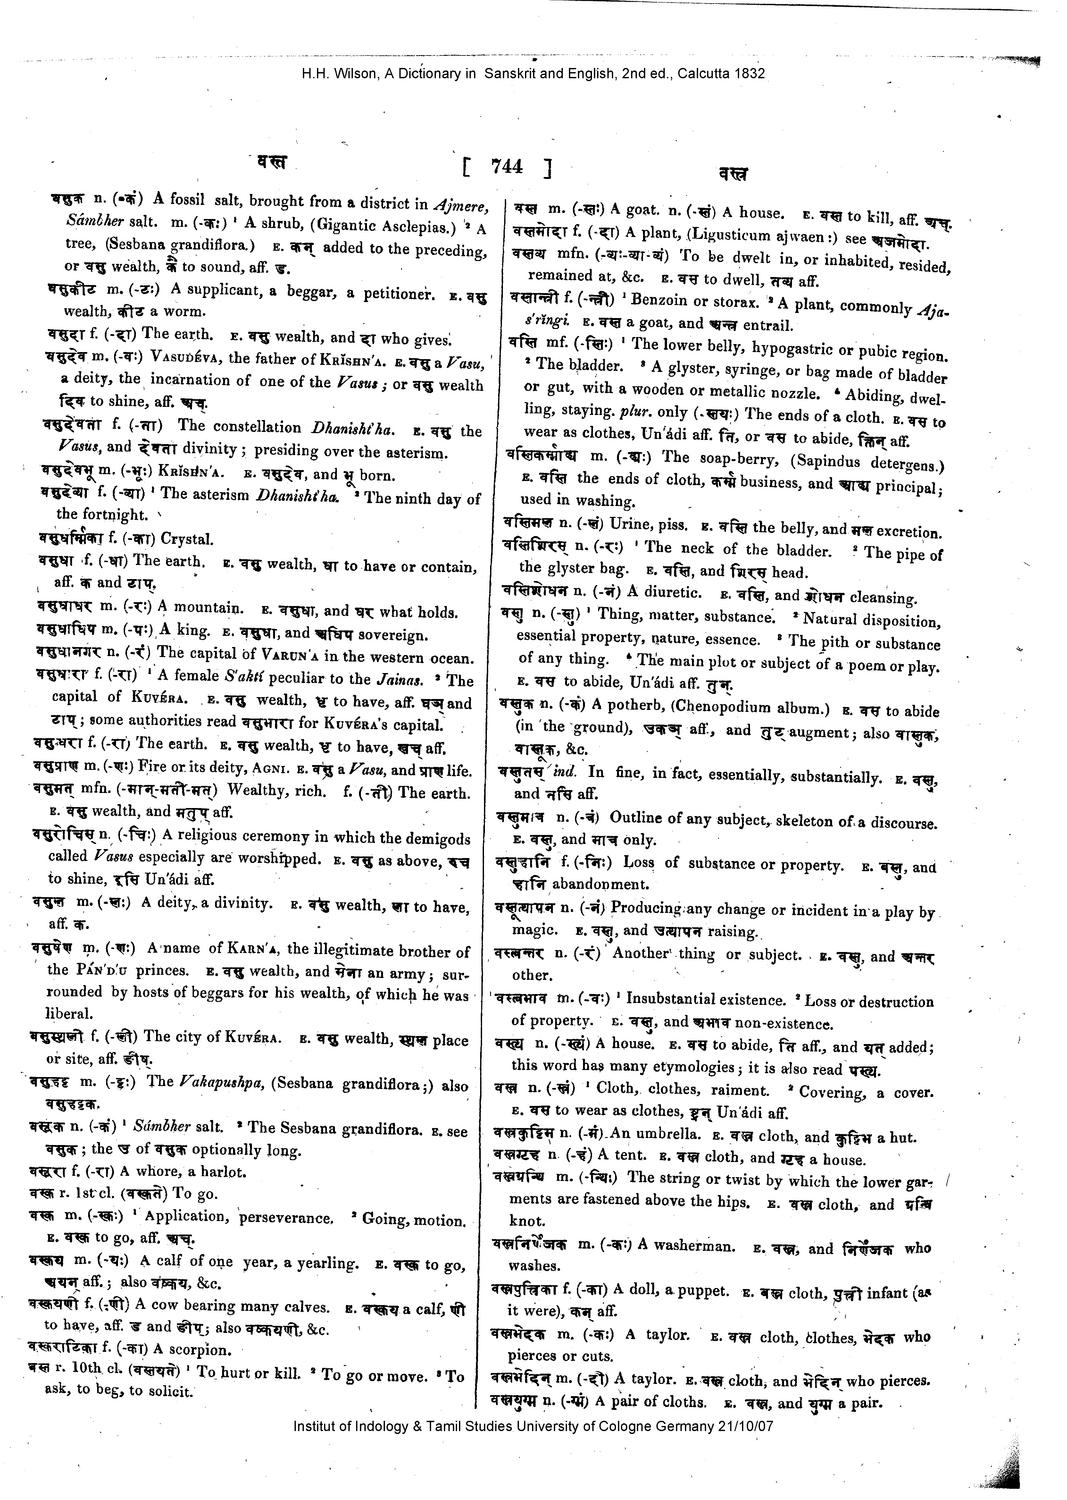 H.H. Wilson, A Dictionary in Sanskrit and English, 2nd ed., Calcutta 1832
वस्त [ 744 ] वस्त्र
वसुक n. (-कं) A fossil salt, brought from a district in Ajmere,
Sámbher salt. m. (-कः) ¹ A shrub, (Gigantic Asclepias.) ² A
tree, (Sesbana grandiflora.) E. कन् added to the preceding,
or वसु wealth, कै to sound, aff. ड.
वसुकीट m. (-टः) A supplicant, a beggar, a petitioner. E. वसु
wealth, कीट a worm.
वसुदा f. (-दा) The earth. E. वसु wealth, and दा who gives.
वसुदेव m. (-वः) VASUDÉVA, the father of KRĬSHN'A. E. वसु a Vasu,
a deity, the incarnation of one of the Vasus ; or वसु wealth
दिव to shine, aff. अच्.
वसुदेवता f. (-ता) The constellation Dhanisht'ha. E. वसु the
Vasus, and देवता divinity ; presiding over the asterism.
वसुदेवभू m. (-भूः) KRĬSHN'A. E. वसुदेव, and भू born.
वसुदेव्या f. (-व्या) ¹ The asterism Dhanisht'ha. ² The ninth day of
the fortnight.
वसुधर्म्मिका f. (-का) Crystal.
वसुधा f. (-धा) The earth. E. वसु wealth, धा to have or contain,
aff. क and टाप्.
वसुधाधर m. (-रः) A mountain. E. वसुधा, and धर what holds.
वसुधाधिप m. (-पः) A king. E. वसुधा, and अधिप sovereign.
वसुधानगर n. (-रं) The capital of VARUN'A in the western ocean.
वसुधारा f. (-रा) ¹ A female S'aktí peculiar to the Jainas. ² The
capital of KUVÉRA. E. वसु wealth, धृ to have, aff. घञ् and
टाप् ; some authorities read वसुभारा for KUVÉRA's capital.
वसुन्धरा f. (-रा) The earth. E. वसु wealth, धृ to have, खच् aff.
वसुप्राण m. (-णः) Fire or its deity, AGNI. E. वसु a Vasu, and प्राण life.
वसुमत् mfn. (-मान्-मती-मत्) Wealthy, rich. f. (-ती) The earth.
E. वसु wealth, and मतुप् aff.
वसुरोचिस् n. (-चिः) A religious ceremony in which the demigods
called Vasus especially are worshipped. E. वसु as above, रुच
to shine, इसि Un'ádi aff.
वसुल m. (-लः) A deity, a divinity. E. वसु wealth, ला to have,
aff. क.
वसुषेण m. (-णः) A name of KARN'A, the illegitimate brother of
the PÁN'D'U princes. E. वसु wealth, and सेना an army ; sur-
rounded by hosts of beggars for his wealth, of which he was
liberal.
वसुस्थली f. (-ली) The city of KUVÉRA. E. वसु wealth, स्थल place
or site, aff. ङीष्.
वसुहट्ट m. (-ट्टः) The Vakapushpa, (Sesbana grandiflora ;) also
वसुहट्टक.
वसूक n. (-कं) ¹ Sámbher salt. ² The Sesbana grandiflora. E. see
वसुक ; the उ of वसुक optionally long.
वसूरा f. (-रा) A whore, a harlot.
वस्क r. 1st cl. (वस्कते) To go.
वस्क m. (-स्कः) ¹ Application, perseverance. ² Going, motion.
E. वस्क to go, aff. अच्.
वस्कय m. (-यः) A calf of one year, a yearling. E. वस्क to go,
अयन् aff. ; also वष्कय, &c.
वस्कयणी f. (-णी) A cow bearing many calves. E. वस्कय a calf, णी
to have, aff. ड and ङीप् ; also वष्कयणी, &c.
वस्कराटिका f. (-का) A scorpion.
वस्त r. 10th cl. (वस्तयते) ¹ To hurt or kill. ² To go or move. ³ To
ask, to beg, to solicit.
वस्त m. (-स्तः) A goat. n. (-स्तं) A house. E. वस्त to kill, aff. अच्.
वस्तमोदा f. (-दा) A plant, (Ligusticum ajwaen :) see अजमोदा.
वस्तव्य mfn. (-व्यः-व्या-व्यं) To be dwelt in, or inhabited, resided,
remained at, &c. E. वस to dwell, तव्य aff.
वस्तान्त्री f. (-न्त्री) ¹ Benzoin or storax. ² A plant, commonly Aja-
s'ringi. E. वस्त a goat, and अन्त्र entrail.
वस्ति mf. (-स्तिः) ¹ The lower belly, hypogastric or pubic region.
² The bladder. ³ A glyster, syringe, or bag made of bladder
or gut, with a wooden or metallic nozzle. ⁴ Abiding, dwel-
ling, staying. plur. only (-स्तयः) The ends of a cloth. E. वस to
wear as clothes, Un'ádi aff. ति, or वस to abide, क्तिन् aff.
वस्तिकर्म्माढ्य m. (-ढ्यः) The soap-berry, (Sapindus detergens.)
E. वस्ति the ends of cloth, कर्म्म business, and आढ्य principal ;
used in washing.
वस्तिमल n. (-लं) Urine, piss. E. वस्ति the belly, and मल excretion.
वस्तिशिरस् n. (-रः) ¹ The neck of the bladder. ² The pipe of
the glyster bag. E. वस्ति, and शिरस् head.
वस्तिशोधन n. (-नं) A diuretic. E. वस्ति, and शोधन cleansing.
वस्तु n. (-स्तु) ¹ Thing, matter, substance. ² Natural disposition,
essential property, nature, essence. ³ The pith or substance
of any thing. ⁴ The main plot or subject of a poem or play.
E. वस to abide, Un'ádi aff. तुन्.
वस्तुक n. (-कं) A potherb, (Chenopodium album.) E. वस to abide
(in the ground), उकञ् aff., and तुट् augment ; also वास्तुक,
वास्तूक, &c.
वस्तुतस् ind. In fine, in fact, essentially, substantially. E. वस्तु,
and तसि aff.
वस्तुमात्र n. (-त्रं) Outline of any subject, skeleton of a discourse.
E. वस्तु, and मात्र only.
वस्तुहानि f. (-निः) Loss of substance or property. E. वस्तु, and
हानि abandonment.
वस्तूत्थापन n. (-नं) Producing any change or incident in a play by
magic. E. वस्तु, and उत्थापन raising.
वस्त्वन्तर n. (-रं) Another thing or subject. E. वस्तु, and अन्तर
other.
वस्त्वभाव m. (-वः) ¹ Insubstantial existence. ² Loss or destruction
of property. E. वस्तु, and अभाव non-existence.
वस्त्य n. (-स्त्यं) A house. E. वस to abide, ति aff., and यत् added ;
this word has many etymologies ; it is also read पस्त्य.
वस्त्र n. (-स्त्रं) ¹ Cloth, clothes, raiment. ² Covering, a cover.
E. वस to wear as clothes, ष्ट्रन् Un'ádi aff.
वस्त्रकुट्टिम n. (-मं) An umbrella. E. वस्त्र cloth, and कुट्टिम a hut.
वस्त्रगृह n. (-हं) A tent. E. वस्त्र cloth, and गृह a house.
वस्त्रग्रन्थि m. (-न्थिः) The string or twist by which the lower gar-
ments are fastened above the hips. E. वस्त्र cloth, and ग्रन्थि
knot.
वस्त्रनिर्णेजक m. (-कः) A washerman. E. वस्त्र, and निर्णेजक who
washes.
वस्त्रपुत्त्रिका f. (-का) A doll, a puppet. E. वस्त्र cloth, पुत्त्री infant (as
it were), कन् aff.
वस्त्रभेदक m. (-कः) A taylor. E. वस्त्र cloth, clothes, भेदक who
pierces or cuts.
वस्त्रभेदिन् m. (-दी) A taylor. E. वस्त्र cloth, and भेदिन् who pierces.
वस्त्रयुग्म n. (-ग्मं) A pair of cloths. E. वस्त्र, and युग्म a pair.
Institut of Indology & Tamil Studies University of Cologne Germany 21/10/07